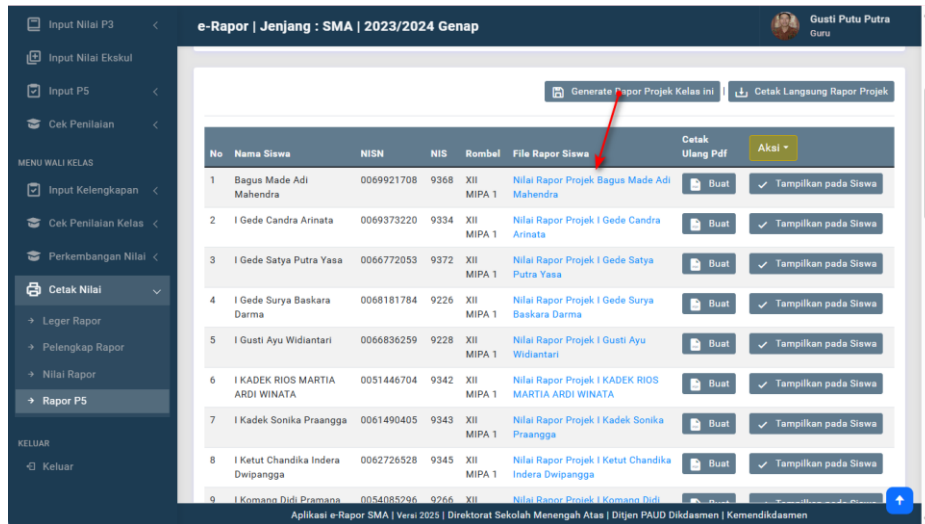 Input Nilai P3
e-Rapor | Jenjang : SMA | 2023/2024 Genap
Gusti Putu Putra
Guru
Input Nilai Ekskul
Input P5
Cek Penilaian
MENU WALI KELAS
Input Kelengkapan
Cek Penilaian Kelas
Perkembangan Nilai
Cetak Nilai
Leger Rapor
Pelengkap Rapor
Nilai Rapor
Rapor P5
KELUAR
Keluar
Generate Rapor Projek Kelas ini | Cetak Langsung Rapor Projek
No Nama Siswa NISN NIS Rombel File Rapor Siswa Cetak Ulang Pdf Aksi
1 Bagus Made Adi 0069921708 9368 XII Nilai Rapor Projek Bagus Made Adi Buat Tampilkan pada Siswa
Mahendra MIPA 1 Mahendra
2 I Gede Candra Arinata 0069373220 9334 XII Nilai Rapor Projek I Gede Candra Buat Tampilkan pada Siswa
MIPA 1 Arinata
3 I Gede Satya Putra Yasa 0066772053 9372 XII Nilai Rapor Projek I Gede Satya Buat Tampilkan pada Siswa
MIPA 1 Putra Yasa
4 I Gede Surya Baskara 0068181784 9226 XII Nilai Rapor Projek I Gede Surya Buat Tampilkan pada Siswa
Darma MIPA 1 Baskara Darma
5 I Gusti Ayu Widiantari 0066836259 9228 XII Nilai Rapor Projek I Gusti Ayu Buat Tampilkan pada Siswa
MIPA 1 Widiantari
6 I KADEK RIOS MARTIA 0051446704 9342 XII Nilai Rapor Projek I KADEK RIOS Buat Tampilkan pada Siswa
ARDI WINATA MIPA 1 MARTIA ARDI WINATA
7 I Kadek Sonika Praangga 0061490405 9343 XII Nilai Rapor Projek I Kadek Sonika Buat Tampilkan pada Siswa
MIPA 1 Praangga
8 I Ketut Chandika Indera 0062726528 9345 XII Nilai Rapor Projek I Ketut Chandika Buat Tampilkan pada Siswa
Dwipangga MIPA 1 Indera Dwipangga
9 I Komang Didi Pramana 0054085296 9266 XII Nilai Rapor Projek I Komang Didi Buat Tampilkan pada Siswa
Aplikasi e-Rapor SMA | Versi 2025 | Direktorat Sekolah Menengah Atas | Ditjen PAUD Dikdasmen | Kemendikdasmen